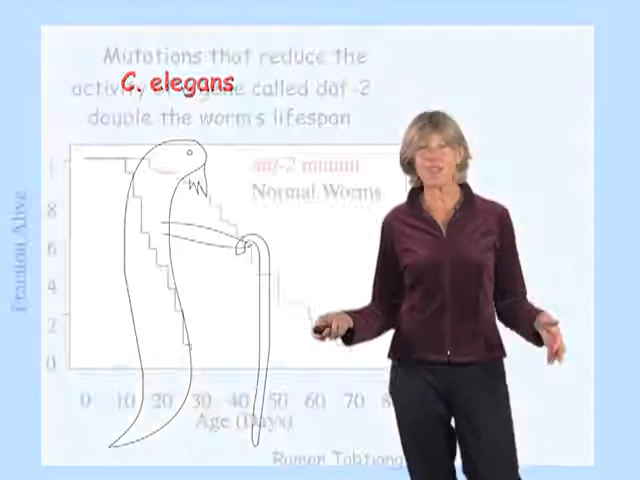 Mutations that reduce the
C. elegans
activity of a gene called daf-2
double the worm's lifespan
daf-2 mutant
Normal Worms
Fraction Alive
1
8
6
4
2
0
0 10 20 30 40 50 60 70 8
Age (Days)